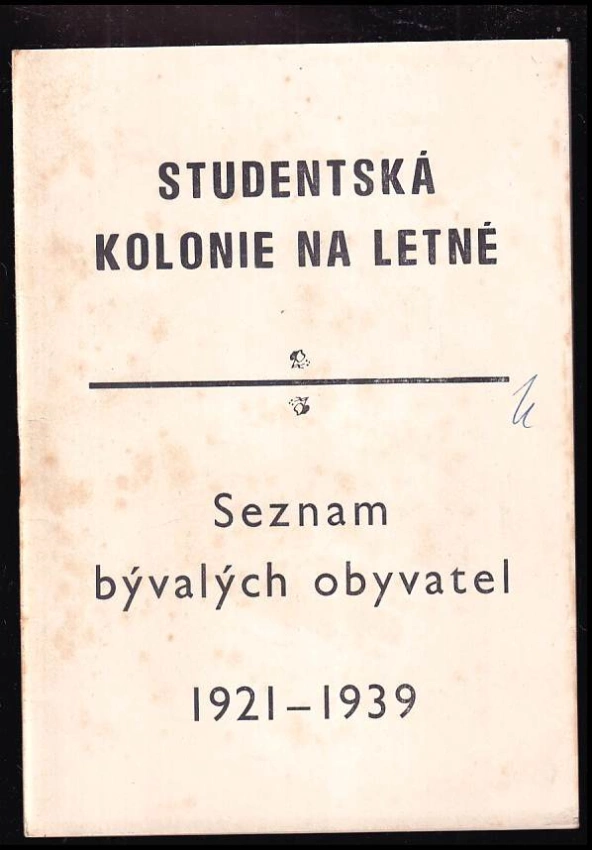 STUDENTSKÁ
KOLONIE NA LETNÉ
Seznam
bývalých obyvatel
1921–1939